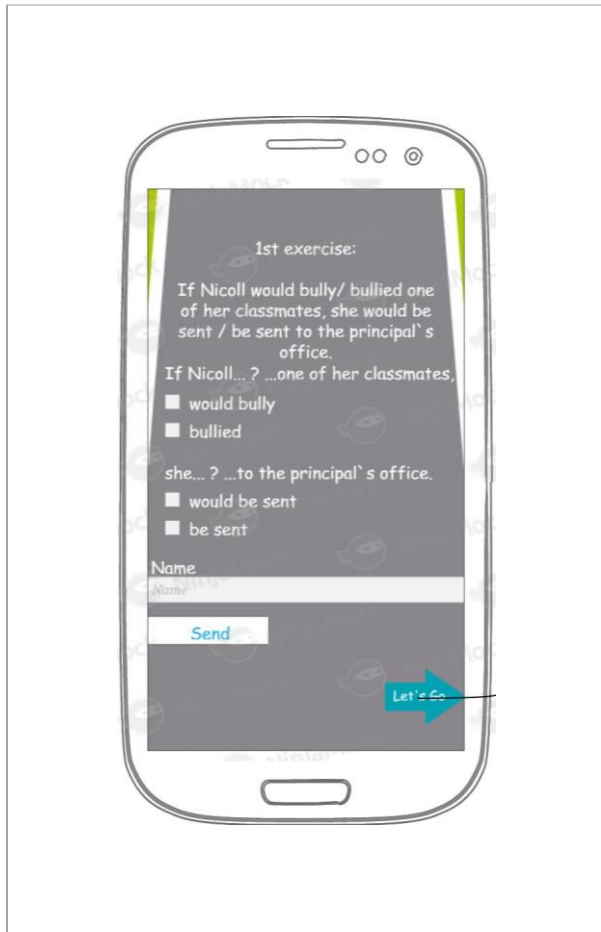 1st exercise:
If Nicoll would bully/ bullied one
of her classmates, she would be
sent / be sent to the principal`s
office.
If Nicoll... ? ...one of her classmates,
would bully
bullied
she... ? ...to the principal`s office.
would be sent
be sent
Name
Name
Send
Let's Go